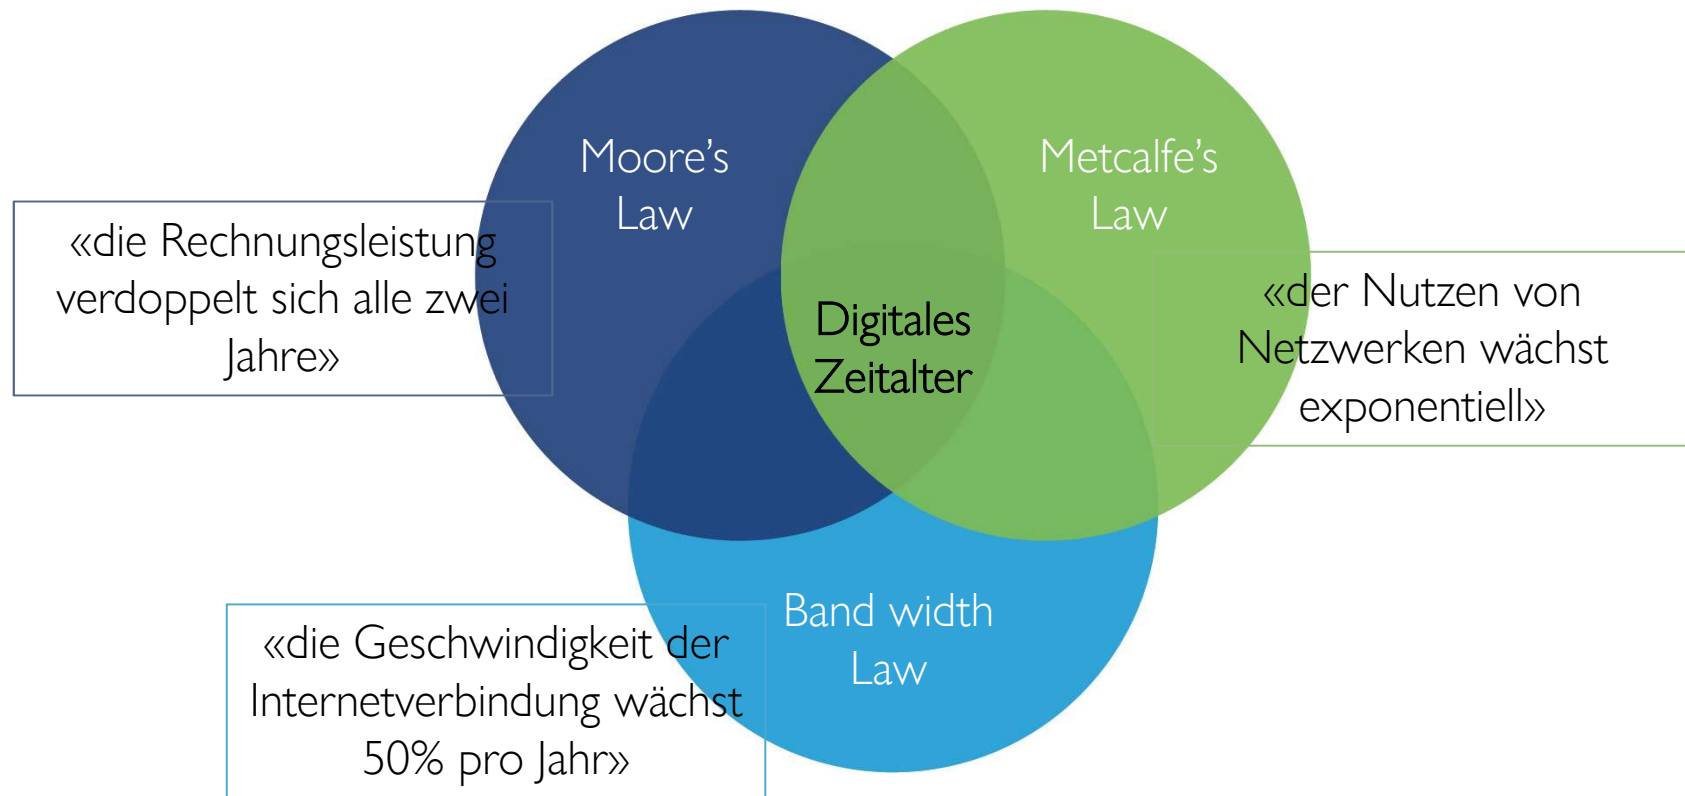 Moore's
Law
Metcalfe's
Law
«die Rechnungsleistung
verdoppelt sich alle zwei
Jahre»
«der Nutzen von
Netzwerken wächst
exponentiell»
Digitales
Zeitalter
Band width
Law
«die Geschwindigkeit der
Internetverbindung wächst
50% pro Jahr»